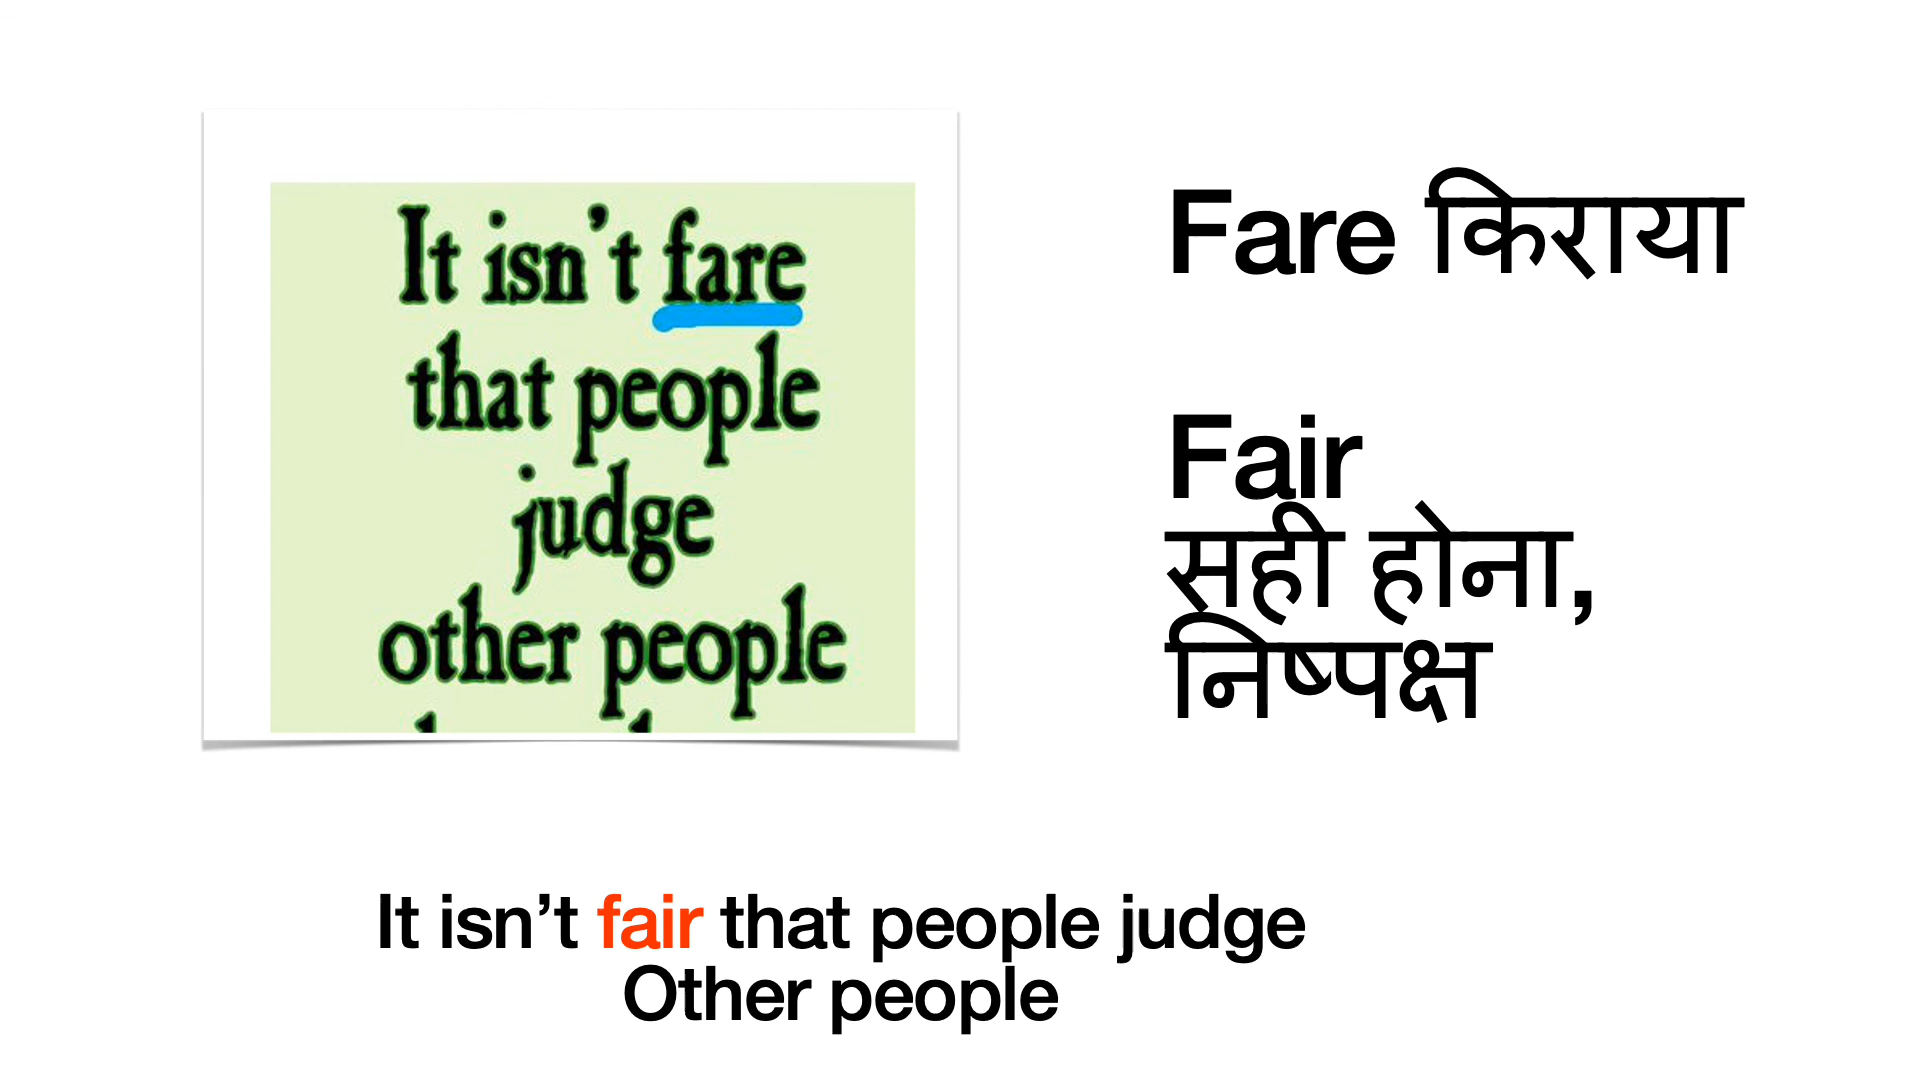 It isn’t fare
that people
judge
other people
Fare किराया
Fair
सही होना,
निष्पक्ष
It isn’t fair that people judge
Other people